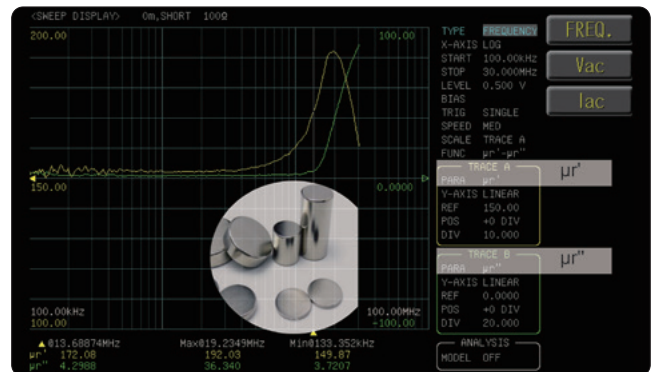 <SWEEP DISPLAY> 0m,SHORT 100Ω
200.00 100.00
150.00 0.0000
100.00kHz 100.00MHz
100.00 -100.00
▲013.68874MHz Max019.2349MHz Min0133.352kHz
μr' 172.08 192.03 149.87
μr" 4.2988 36.340 3.7207
TYPE FREQUENCY
X-AXIS LOG
START 100.00kHz
STOP 30.000MHz
LEVEL 0.500 V
BIAS
TRIG SINGLE
SPEED MED
SCALE TRACE A
FUNC μr'-μr"
TRACE A
PARA μr'
μr'
Y-AXIS LINEAR
REF 150.00
POS +0 DIV
DIV 10.000
TRACE B
PARA μr"
μr"
Y-AXIS LINEAR
REF 0.0000
POS +0 DIV
DIV 20.000
ANALYSIS
MODEL OFF
FREQ.
Vac
Iac